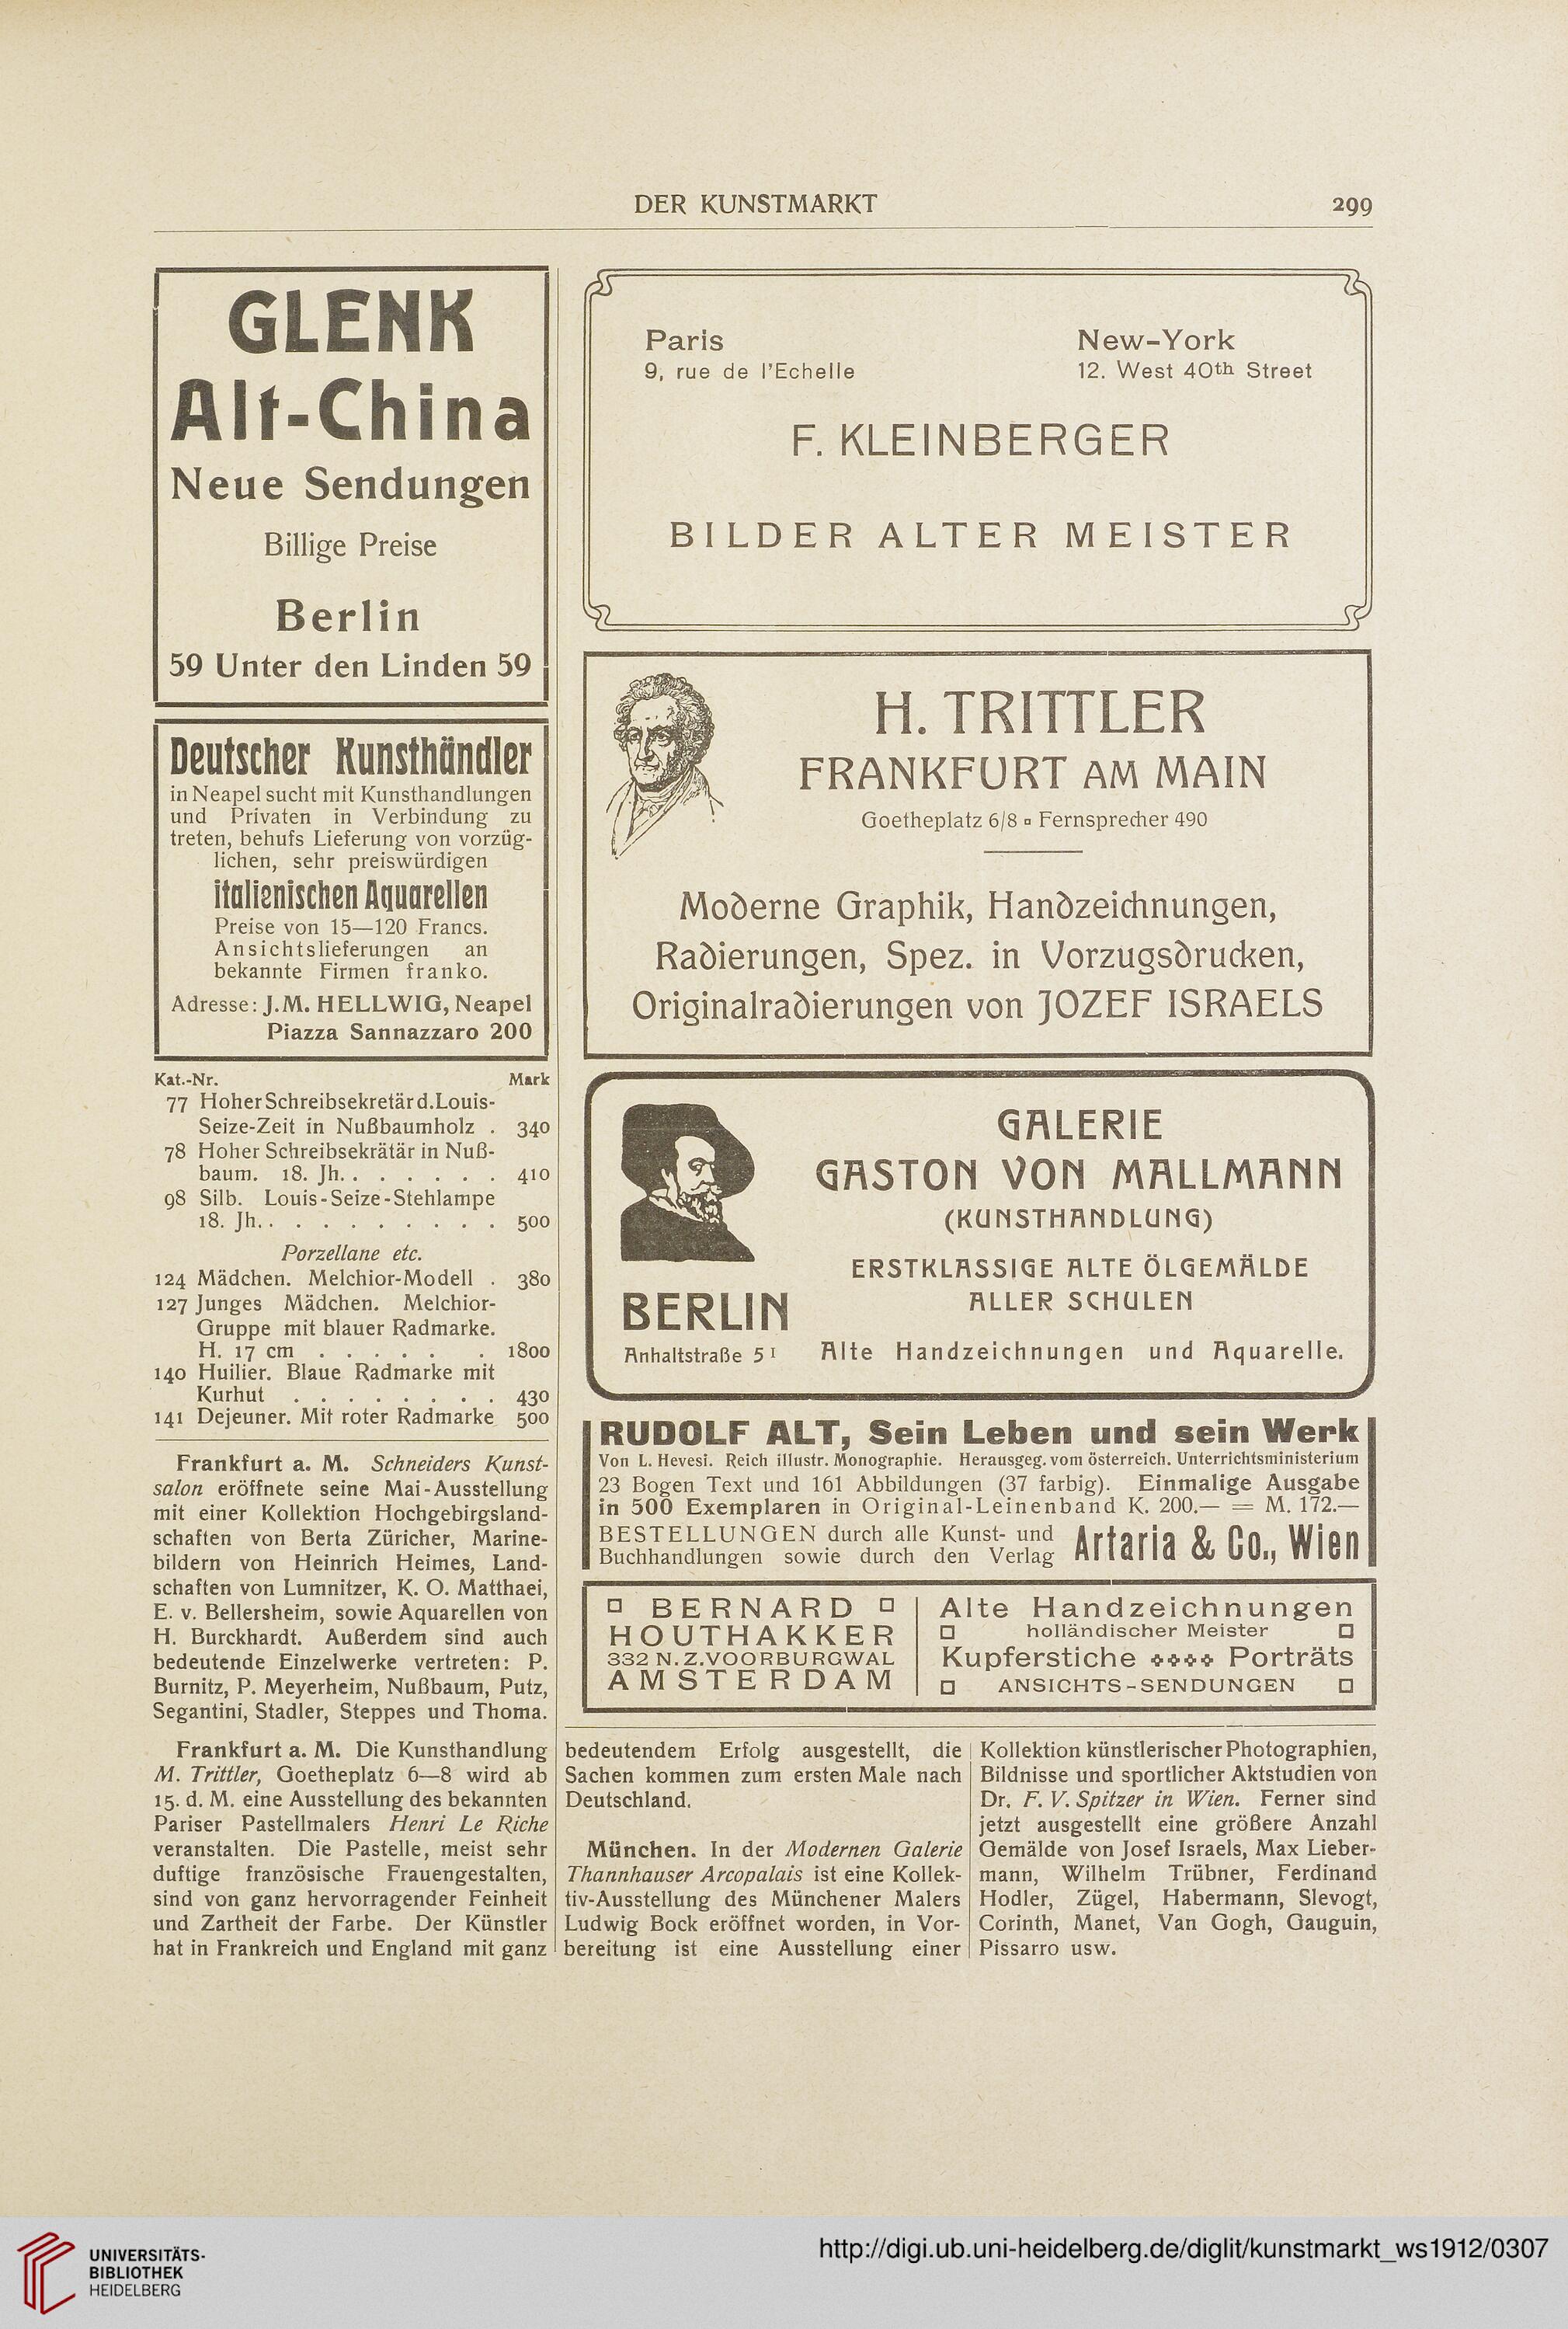 DER KUNSTMARKT
299
GLENK
Alt-China
Neue Sendungen
Billige Preise
Berlin
59 Unter den Linden 59
Deutscher Kunsthändler
in Neapel sucht mit Kunsthandlungen
und Privaten in Verbindung zu
treten, behufs Lieferung von vorzüg-
lichen, sehr preiswürdigen
italienischen Aquarellen
Preise von 15—120 Francs.
Ansichtslieferungen an
bekannte Firmen franko.
Adresse: J. M. HELLWIG, Neapel
Piazza Sannazzaro 200
Kat.-Nr. Mark
77 Hoher Schreibsekretär d. Louis-
Seize-Zeit in Nußbaumholz . 340
78 Hoher Schreibsekrätär in Nuß-
baum. 18. Jh. . . . . . . 410
98 Silb. Louis-Seize-Stehlampe
18. Jh. . . . . . . . . . 500
Porzellane etc.
124 Mädchen. Melchior-Modell . 380
127 Junges Mädchen. Melchior-
Gruppe mit blauer Radmarke.
H. 17 cm . . . . . . 1800
140 Huilier. Blaue Radmarke mit
Kurhut . . . . . . . . 430
141 Dejeuner. Mit roter Radmarke 500
Frankfurt a. M. Schneiders Kunst-
salon eröffnete seine Mai-Ausstellung
mit einer Kollektion Hochgebirgsland-
schaften von Berta Züricher, Marine-
bildern von Heinrich Heimes, Land-
schaften von Lumnitzer, K. O. Matthaei,
E. v. Bellersheim, sowie Aquarellen von
H. Burckhardt. Außerdem sind auch
bedeutende Einzelwerke vertreten: P.
Burnitz, P. Meyerheim, Nußbaum, Putz,
Segantini, Stadler, Steppes und Thoma.
Paris
9, rue de l'Echelle
New-York
12. West 40th Street
F. KLEINBERGER
BILDER ALTER MEISTER
H. TRITTLER
FRANKFURT AM MAIN
Goetheplatz 6/8 ▫ Fernsprecher 490
Moderne Graphik, Handzeichnungen,
Radierungen, Spez. in Vorzugsdrucken,
Originalradierungen von JOZEF ISRAELS
GALERIE
GASTON VON MALLMANN
(KUNSTHANDLUNG)
ERSTKLASSIGE ALTE ÖLGEMÄLDE
ALLER SCHULEN
BERLIN
Anhaltstraße 5 I
Alte Handzeichnungen und Aquarelle.
RUDOLF ALT, Sein Leben und sein Werk
Von L. Hevesi. Reich illustr. Monographie. Herausgeg. vom österreich. Unterrichtsministerium
23 Bogen Text und 161 Abbildungen (37 farbig). Einmalige Ausgabe
in 500 Exemplaren in Original-Leinenband K. 200.— = M. 172.—
BESTELLUNGEN durch alle Kunst- und
Buchhandlungen sowie durch den Verlag
Artaria & Co., Wien
▫ BERNARD ▫
HOUTHAKKER
332 N. Z. VOORBURGWAL
AMSTERDAM
Alte Handzeichnungen
▫ holländischer Meister ▫
Kupferstiche Porträts
▫ ANSICHTS-SENDUNGEN ▫
Frankfurt a. M. Die Kunsthandlung
M. Trittler, Goetheplatz 6—8 wird ab
15. d. M. eine Ausstellung des bekannten
Pariser Pastellmalers Henri Le Riche
veranstalten. Die Pastelle, meist sehr
duftige französische Frauengestalten,
sind von ganz hervorragender Feinheit
und Zartheit der Farbe. Der Künstler
hat in Frankreich und England mit ganz
bedeutendem Erfolg ausgestellt, die
Sachen kommen zum ersten Male nach
Deutschland.
München. In der Modernen Galerie
Thannhauser Arcopalais ist eine Kollek-
tiv-Ausstellung des Münchener Malers
Ludwig Bock eröffnet worden, in Vor-
bereitung ist eine Ausstellung einer
Kollektion künstlerischer Photographien,
Bildnisse und sportlicher Aktstudien von
Dr. F. V. Spitzer in Wien. Ferner sind
jetzt ausgestellt eine größere Anzahl
Gemälde von Josef Israels, Max Lieber-
mann, Wilhelm Trübner, Ferdinand
Hodler, Zügel, Habermann, Slevogt,
Corinth, Manet, Van Gogh, Gauguin,
Pissarro usw.
UNIVERSITÄTS-
BIBLIOTHEK
HEIDELBERG
http://digi.ub.uni-heidelberg.de/diglit/kunstmarkt_ws1912/0307